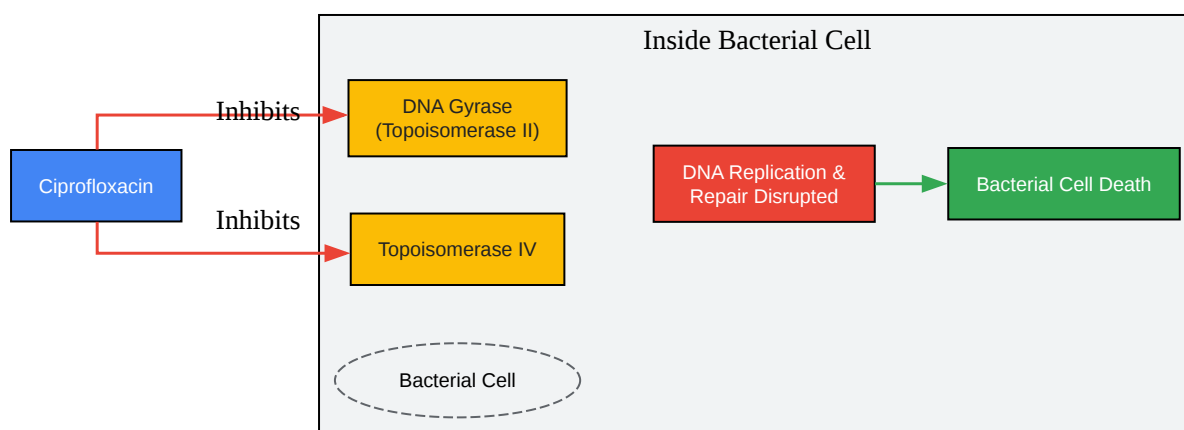 Inside Bacterial Cell
Inhibits
DNA Gyrase
(Topoisomerase II)
Ciprofloxacin
DNA Replication &
Repair Disrupted
Bacterial Cell Death
Inhibits
Topoisomerase IV
Bacterial Cell